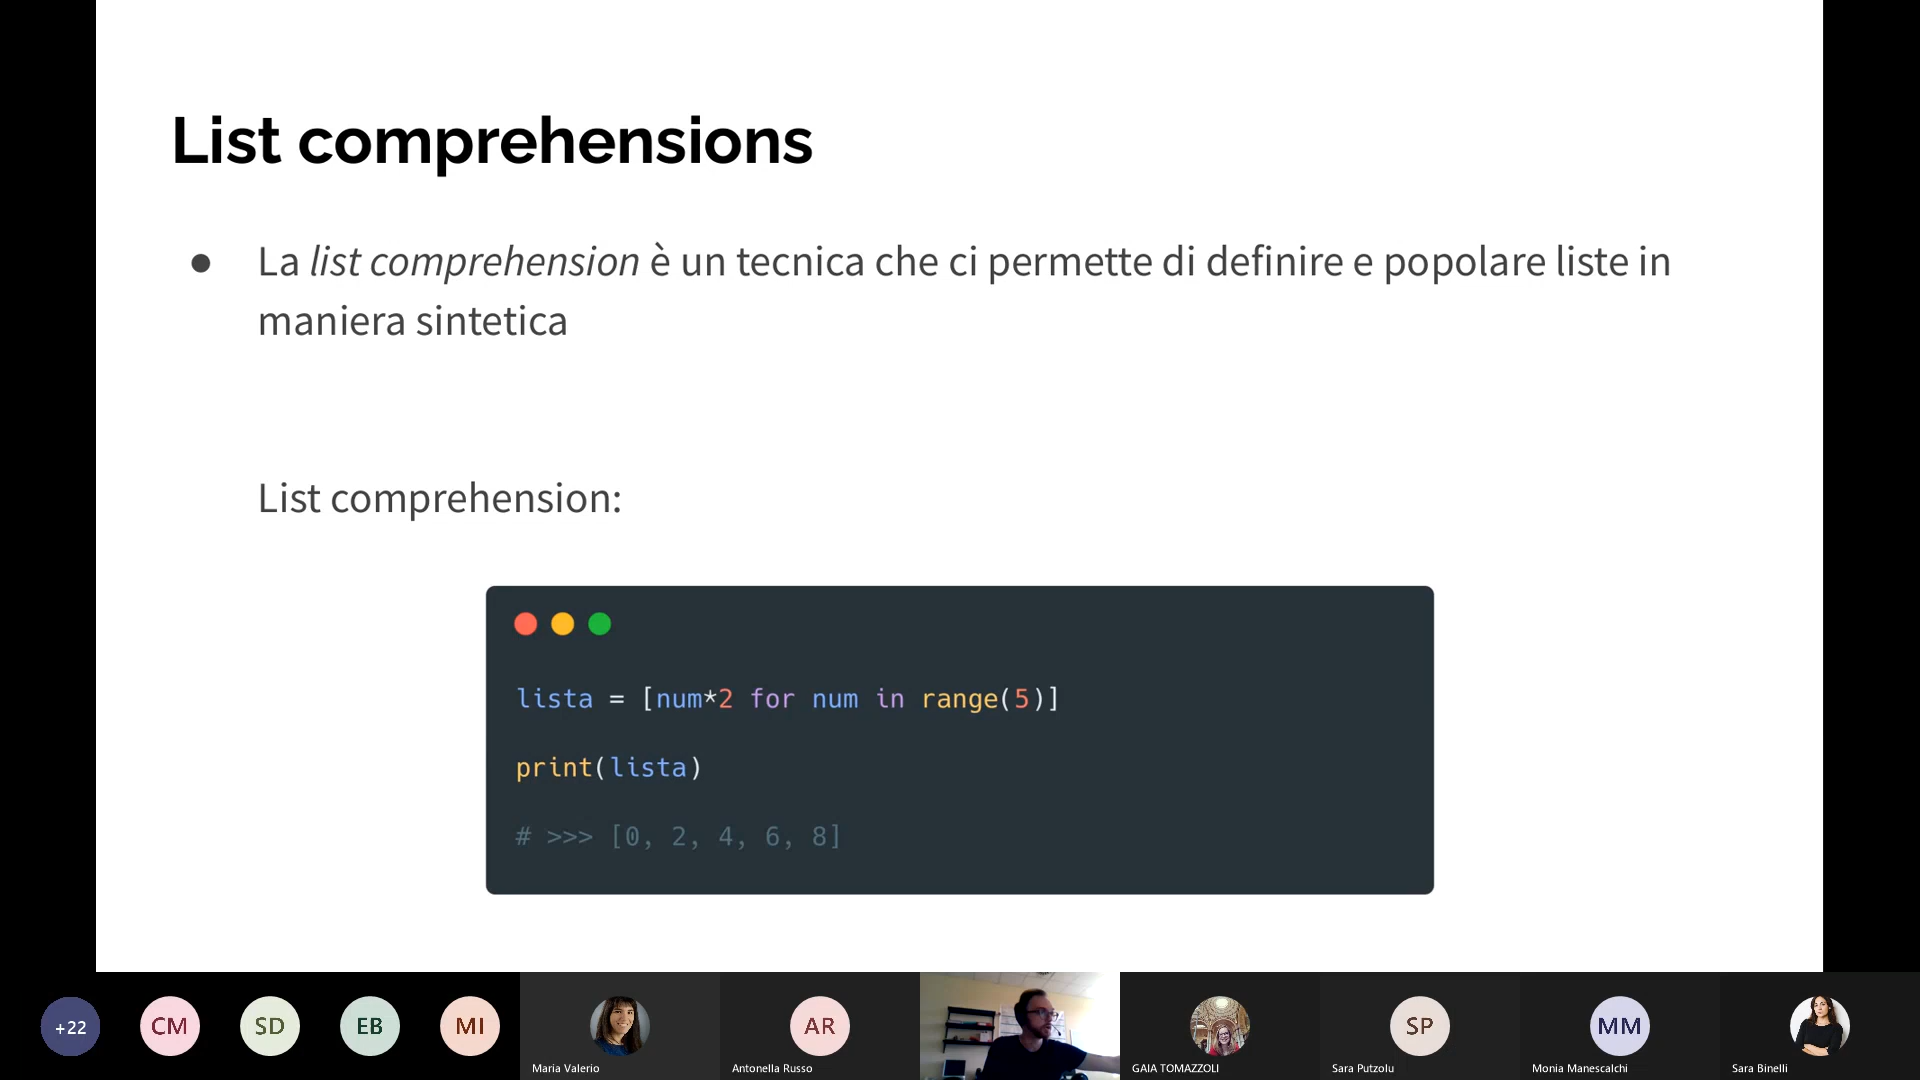 List comprehensions
● La list comprehension è un tecnica che ci permette di definire e popolare liste in
maniera sintetica
List comprehension:
lista = [num*2 for num in range(5)]
print(lista)
# >>> [0, 2, 4, 6, 8]
+22
CM
SD
EB
MI
Maria Valerio
AR
Antonella Russo
GAIA TOMAZZOLI
SP
Sara Putzolu
MM
Monia Manescalchi
Sara Binelli